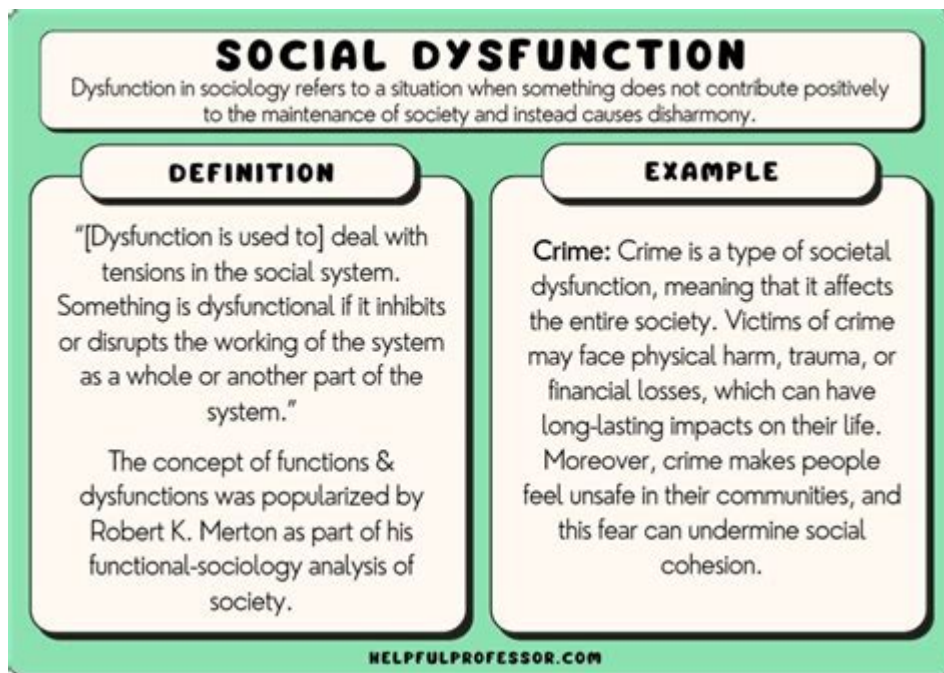 SOCIAL DYSFUNCTION
Dysfunction in sociology refers to a situation when something does not contribute positively
to the maintenance of society and instead causes disharmony.
DEFINITION
“[Dysfunction is used to] deal with
tensions in the social system.
Something is dysfunctional if it inhibits
or disrupts the working of the system
as a whole or another part of the
system.”
The concept of functions &
dysfunctions was popularized by
Robert K. Merton as part of his
functional-sociology analysis of
society.
EXAMPLE
Crime: Crime is a type of societal
dysfunction, meaning that it affects
the entire society. Victims of crime
may face physical harm, trauma, or
financial losses, which can have
long-lasting impacts on their life.
Moreover, crime makes people
feel unsafe in their communities, and
this fear can undermine social
cohesion.
HELPFULPROFESSOR.COM